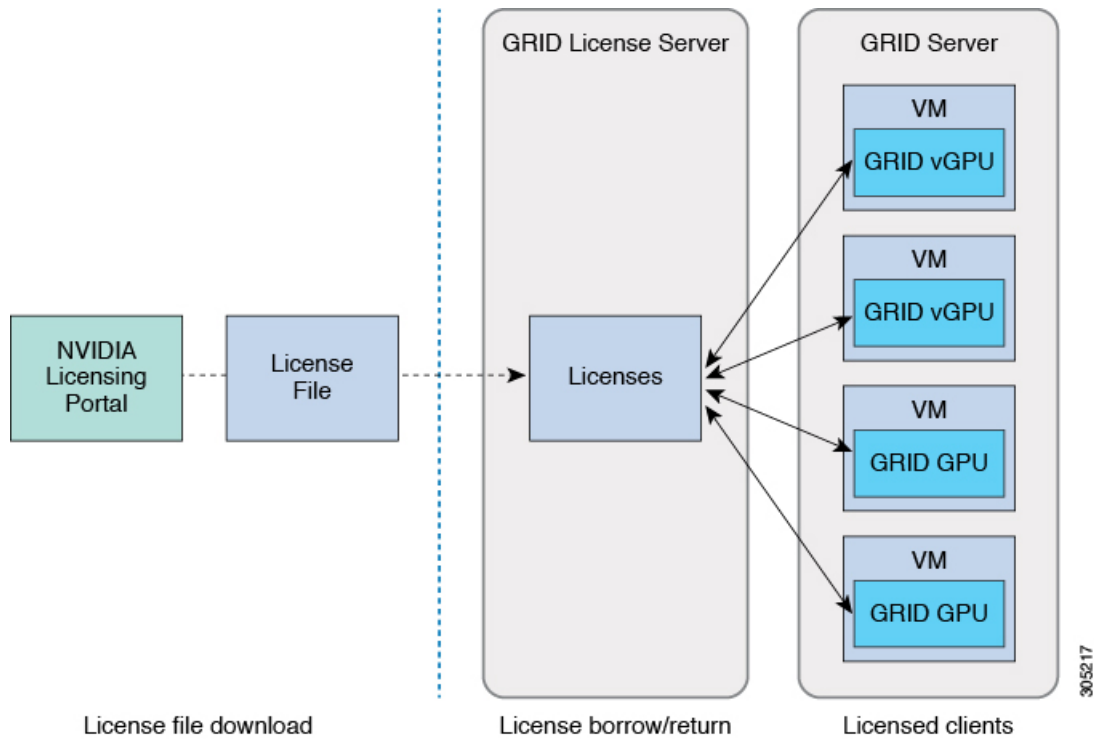 GRID License Server
GRID Server
VM
GRID vGPU
VM
GRID vGPU
NVIDIA
Licensing
Portal
License
File
Licenses
VM
GRID GPU
VM
GRID GPU
305217
License file download
License borrow/return
Licensed clients